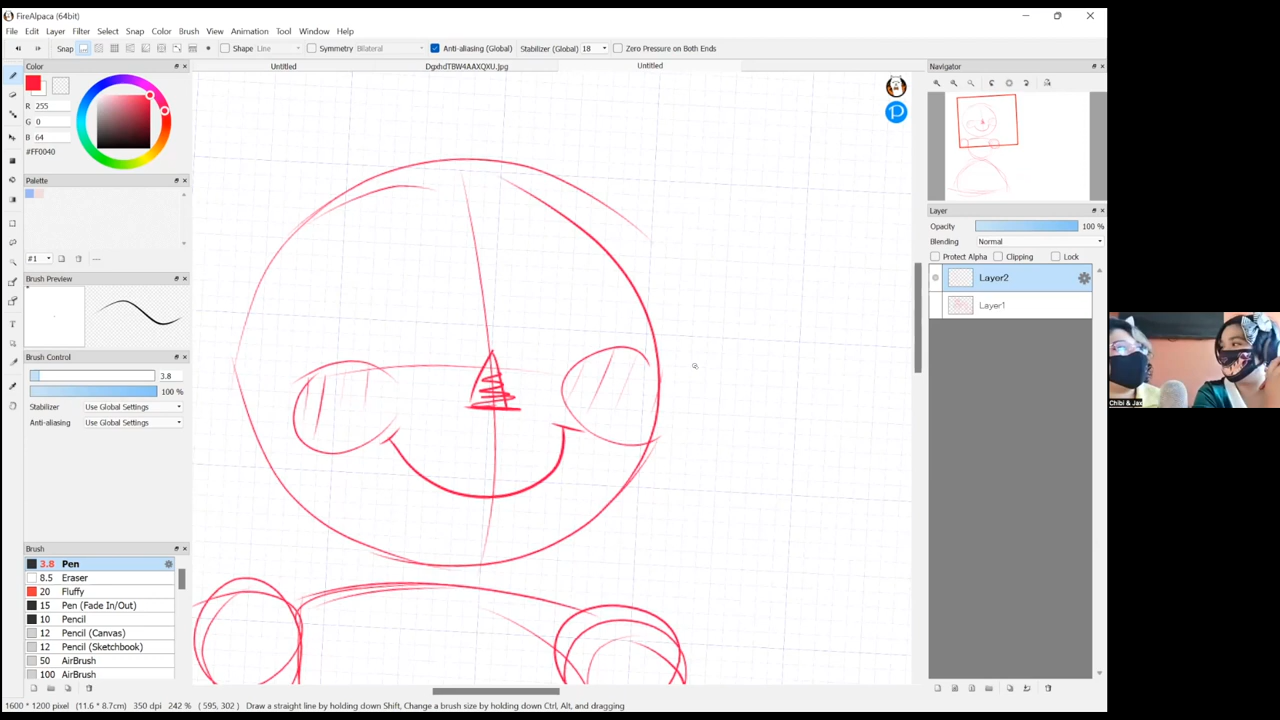 FireAlpaca (64bit)
File Edit Layer Filter Select Snap Color Brush Animation Tool Window Help
Snap Shape Line Symmetry Bilateral Anti-aliasing (Global) Stabilizer (Global) 18 Zero Pressure on Both Ends
Color
Untitled DgxhdTBW4AAXQXU.jpg Untitled
Navigator
R 255
G 0
B 64
#FF0040
Palette
#1
Layer
Opacity 100 %
Blending Normal
Protect Alpha Clipping Lock
Layer2
Layer1
Brush Preview
Brush Control
3.8
100 %
Stabilizer Use Global Settings
Anti-aliasing Use Global Settings
Chibi & Jax
Brush
3.8 Pen
8.5 Eraser
20 Fluffy
15 Pen (Fade In/Out)
10 Pencil
12 Pencil (Canvas)
12 Pencil (Sketchbook)
50 AirBrush
100 AirBrush
1600 * 1200 pixel (11.6 * 8.7cm) 350 dpi 242 % ( 595, 302 ) Draw a straight line by holding down Shift, Change a brush size by holding down Ctrl, Alt, and dragging